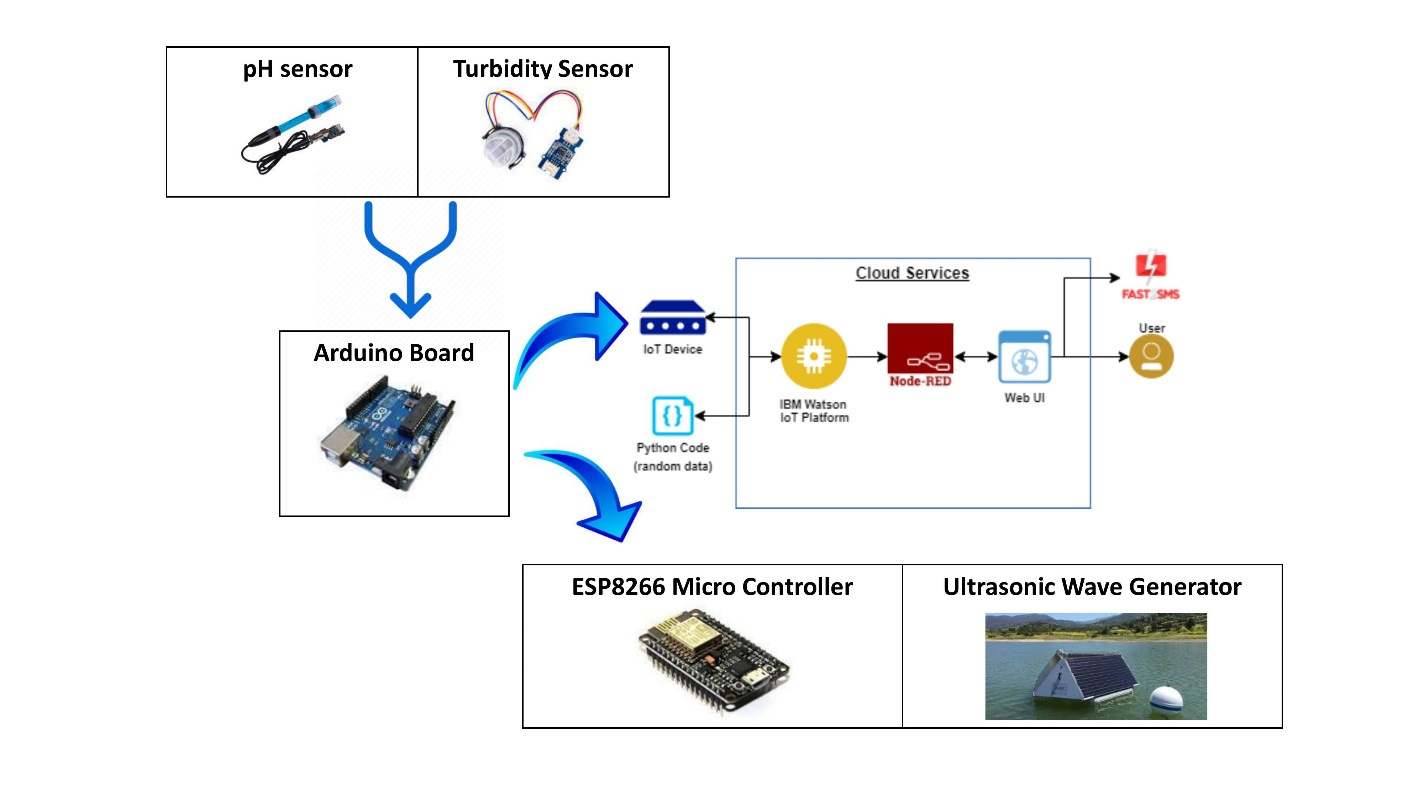 pH sensor
Turbidity Sensor
Arduino Board
Cloud Services
IoT Device
Python Code
(random data)
IBM Watson
IoT Platform
Node-RED
Web UI
FAST2SMS
User
ESP8266 Micro Controller
Ultrasonic Wave Generator